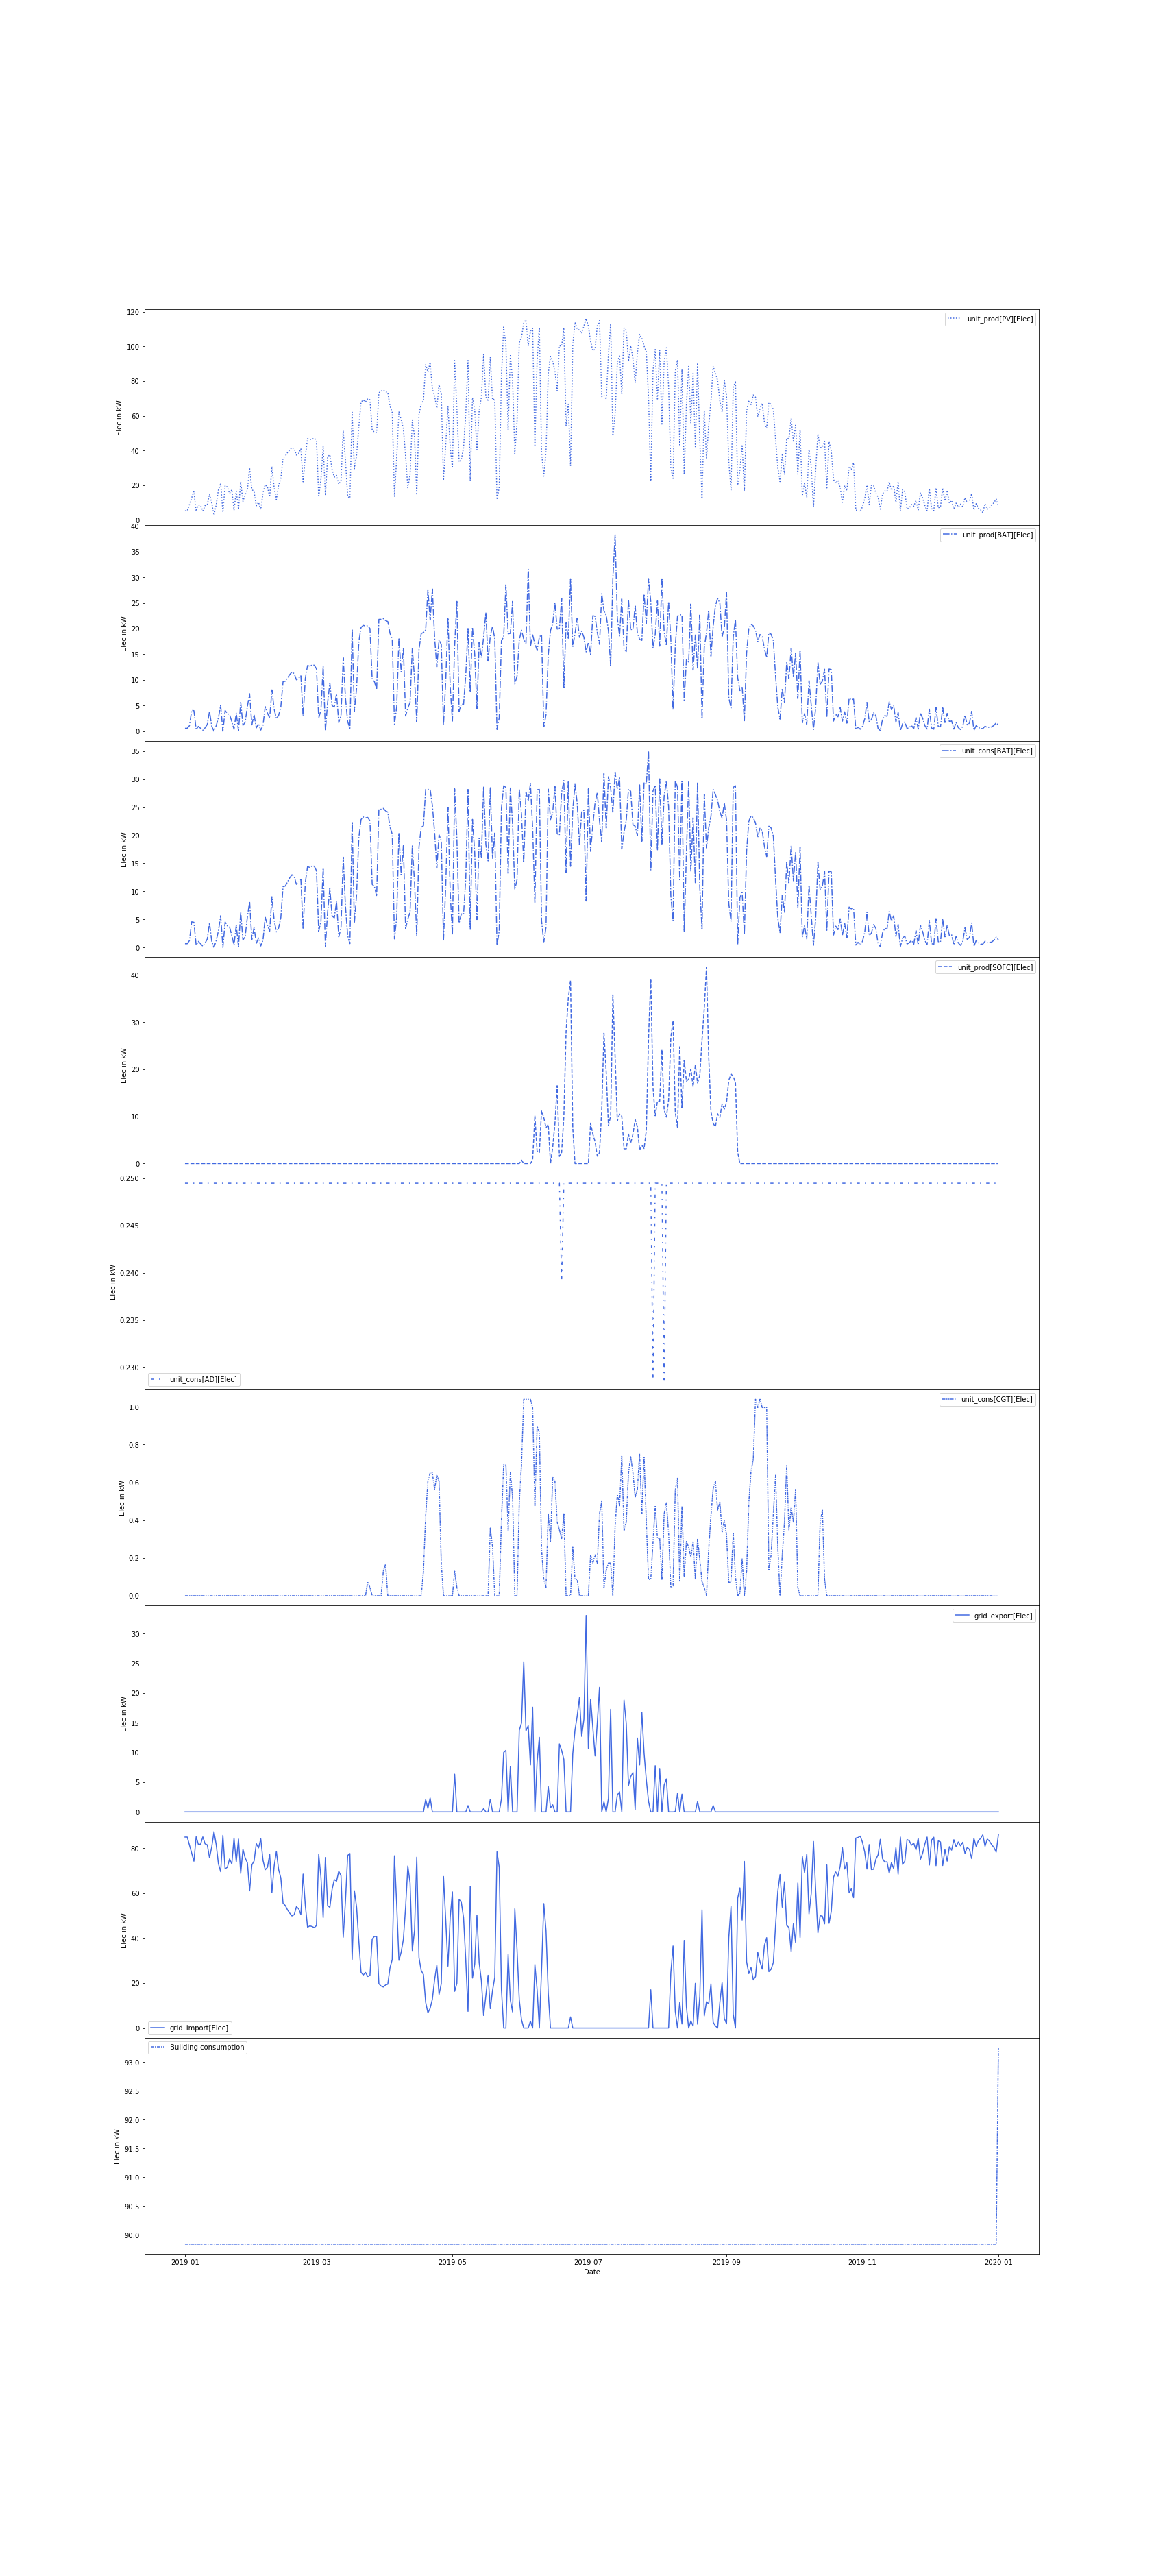 120
100
80
60
40
20
0
Elec in kW
unit_prod[PV][Elec]
40
35
30
25
20
15
10
5
0
Elec in kW
unit_prod[BAT][Elec]
35
30
25
20
15
10
5
0
Elec in kW
unit_cons[BAT][Elec]
40
30
20
10
0
Elec in kW
unit_prod[SOFC][Elec]
0.250
0.245
0.240
0.235
0.230
Elec in kW
unit_cons[AD][Elec]
1.0
0.8
0.6
0.4
0.2
0.0
Elec in kW
unit_cons[CGT][Elec]
30
25
20
15
10
5
0
Elec in kW
grid_export[Elec]
80
60
40
20
0
Elec in kW
grid_import[Elec]
93.0
92.5
92.0
91.5
91.0
90.5
90.0
Elec in kW
Building consumption
2019-01 2019-03 2019-05 2019-07 2019-09 2019-11 2020-01
Date